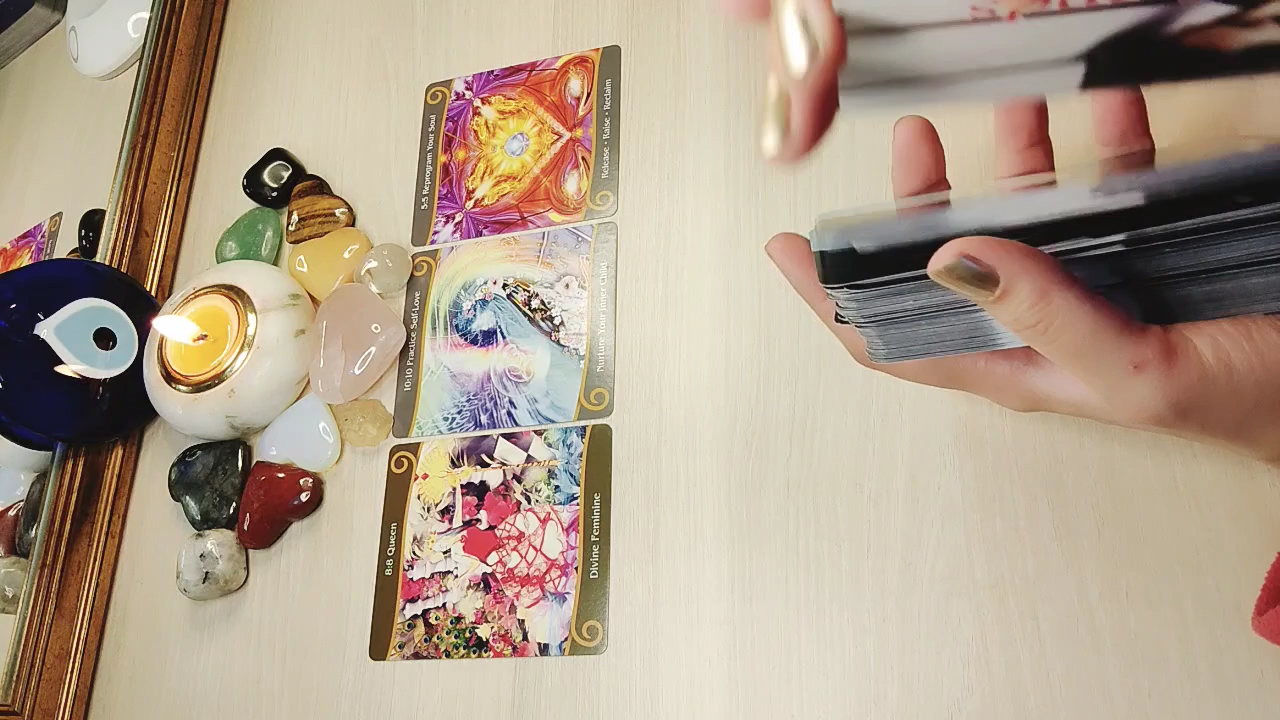 5:5 Reprogram Your Soul
Release • Raise • Reclaim
10:10 Practice Self-Love
Nurture Your Inner Child
8:8 Queen
Divine Feminine